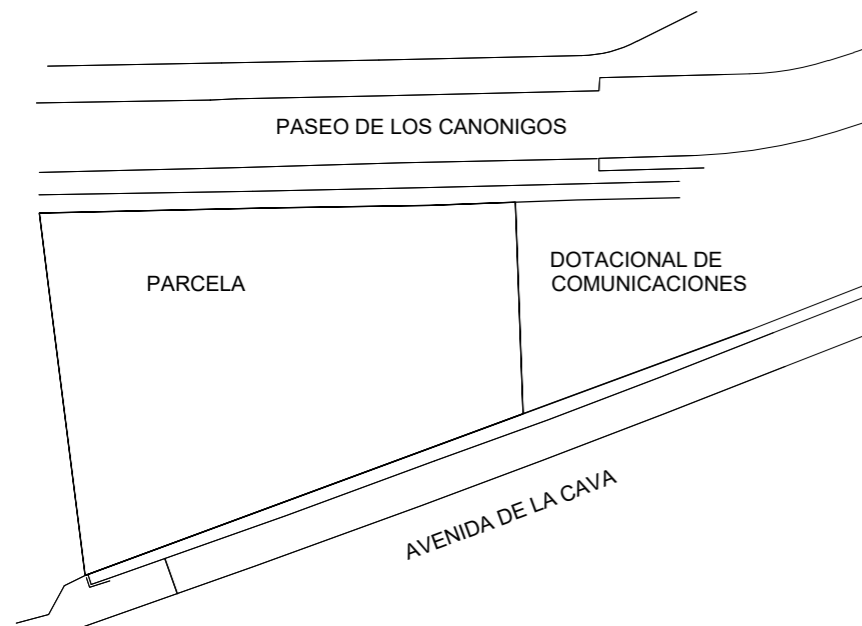 PASEO DE LOS CANONIGOS
PARCELA
DOTACIONAL DE
COMUNICACIONES
AVENIDA DE LA CAVA